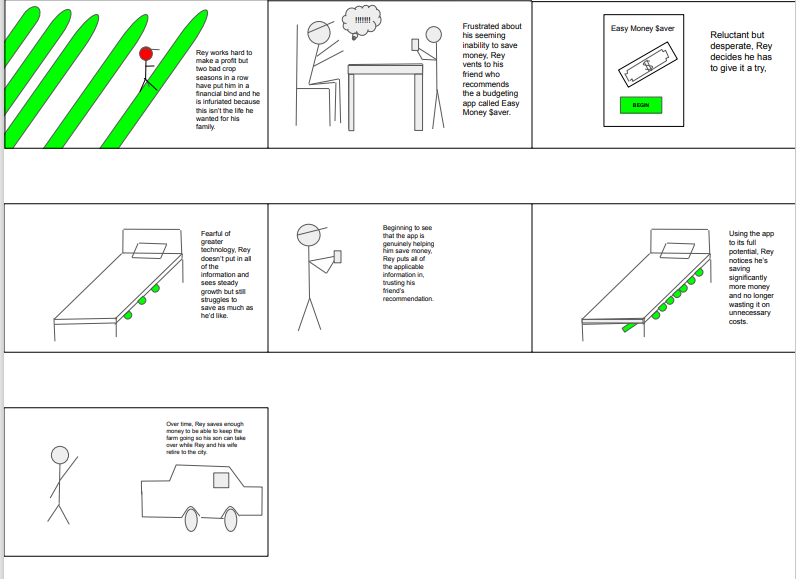 Rey works hard to
make a profit but
two bad crop
seasons in a row
have put him in a
financial bind and he
is infuriated because
this isn't the life he
wanted for his
family.
!!!!!!!
Frustrated about
his seeming
inability to save
money, Rey
vents to his
friend who
recommends
the a budgeting
app called Easy
Money $aver.
Easy Money $aver
$
BEGIN
Reluctant but
desperate, Rey
decides he has
to give it a try,
Fearful of
greater
technology, Rey
doesn't put in all
of the
information and
sees steady
growth but still
struggles to
save as much as
he'd like.
Beginning to see
that the app is
genuinely helping
him save money,
Rey puts all of
the applicable
information in,
trusting his
friend's
recommendation.
Using the app
to its full
potential, Rey
notices he's
saving
significantly
more money
and no longer
wasting it on
unnecessary
costs.
Over time, Rey saves enough
money to be able to keep the
farm going so his son can take
over while Rey and his wife
retire to the city.